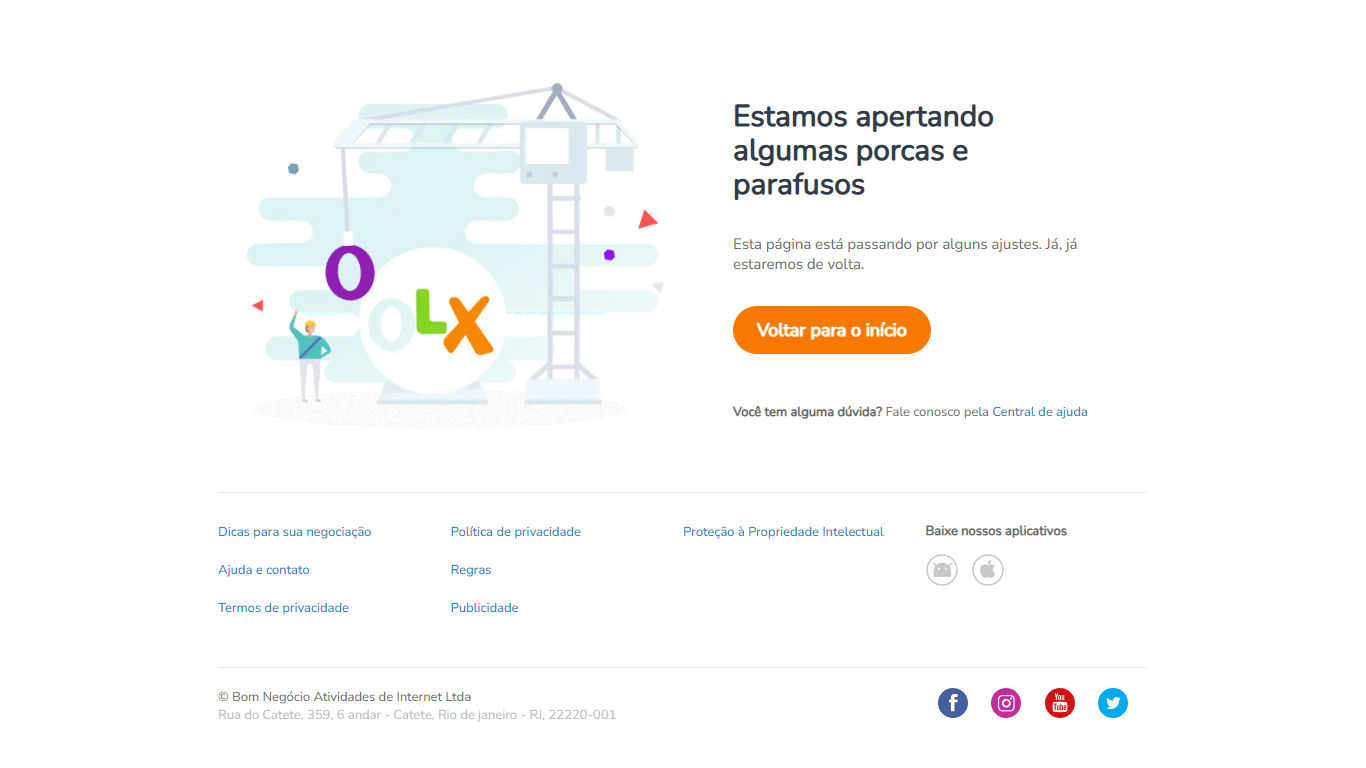 Estamos apertando
algumas porcas e
parafusos
Esta página está passando por alguns ajustes. Já, já
estaremos de volta.
O
OLX
Voltar para o início
Você tem alguma dúvida? Fale conosco pela Central de ajuda
Dicas para sua negociação
Ajuda e contato
Termos de privacidade
Política de privacidade
Regras
Publicidade
Proteção à Propriedade Intelectual
Baixe nossos aplicativos
© Bom Negócio Atividades de Internet Ltda
Rua do Catete, 359, 6 andar - Catete, Rio de janeiro - RJ, 22220-001
f
You
Tube